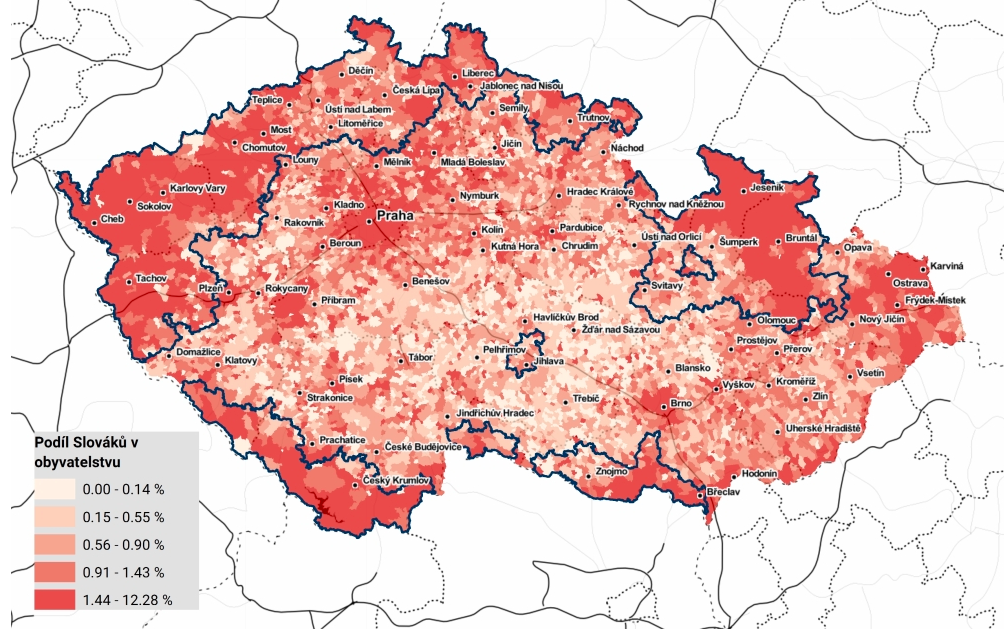 Děčín
Liberec
Česká Lípa
Jablonec nad Nisou
Teplice
Ústí nad Labem
Semily
Litoměřice
Trutnov
Most
Chomutov
Jičín
Náchod
Louny
Mělník
Mladá Boleslav
Karlovy Vary
Jeseník
Sokolov
Kladno
Nymburk
Hradec Králové
Rychnov nad Kněžnou
Cheb
Rakovník
Praha
Kolín
Pardubice
Ústí nad Orlicí
Šumperk
Bruntál
Beroun
Kutná Hora
Chrudim
Opava
Karviná
Tachov
Plzeň
Rokycany
Benešov
Svitavy
Ostrava
Příbram
Frýdek-Místek
Havlíčkův Brod
Olomouc
Nový Jičín
Žďár nad Sázavou
Prostějov
Přerov
Domažlice
Klatovy
Tábor
Pelhřimov
Jihlava
Blansko
Vsetín
Písek
Vyškov
Kroměříž
Strakonice
Třebíč
Brno
Zlín
Jindřichův Hradec
Uherské Hradiště
Prachatice
České Budějovice
Znojmo
Hodonín
Český Krumlov
Břeclav
Podíl Slováků v
obyvatelstvu
0.00 - 0.14 %
0.15 - 0.55 %
0.56 - 0.90 %
0.91 - 1.43 %
1.44 - 12.28 %